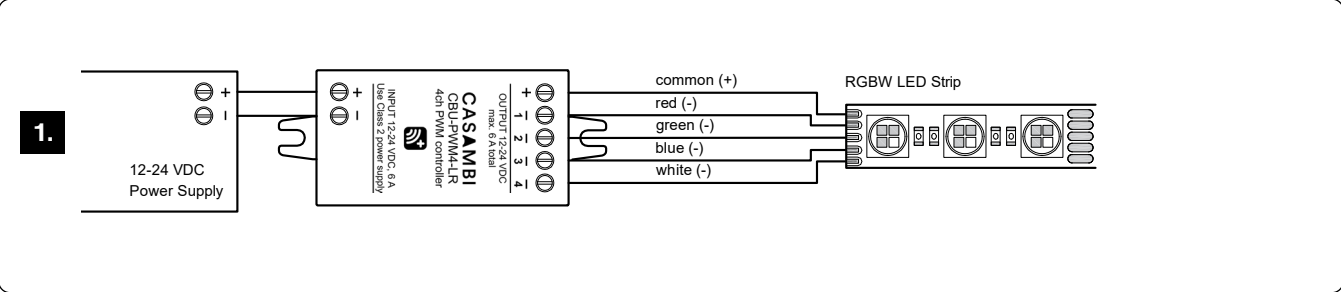 1.
12-24 VDC
Power Supply
+
-
+
-
INPUT 12-24 VDC, 6 A
Use Class 2 power supply
CASAMBI
CBU-PWM4-LR
4ch PWM controller
OUTPUT 12-24 VDC
max. 6 A total
+
1 -
2 -
3 -
4 -
common (+)
red (-)
green (-)
blue (-)
white (-)
RGBW LED Strip